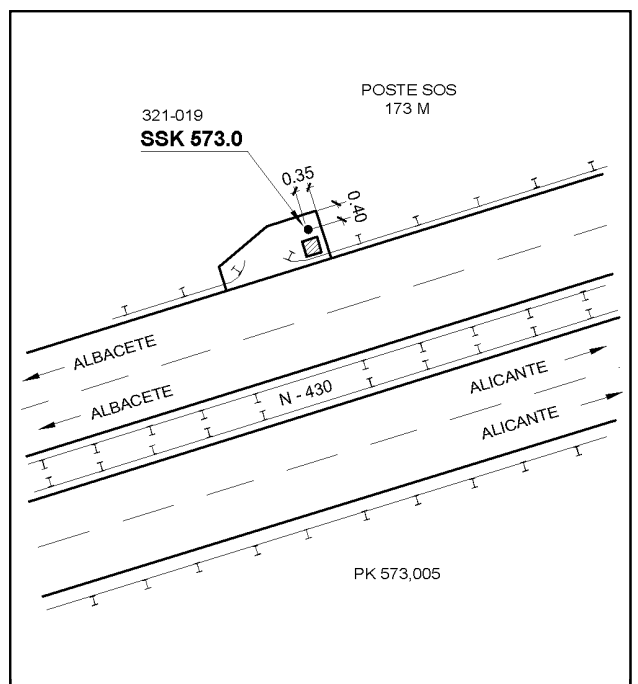 POSTE SOS
173 M
321-019
SSK 573.0
0.35
0.40
ALBACETE
ALBACETE
N - 430
ALICANTE
ALICANTE
PK 573,005